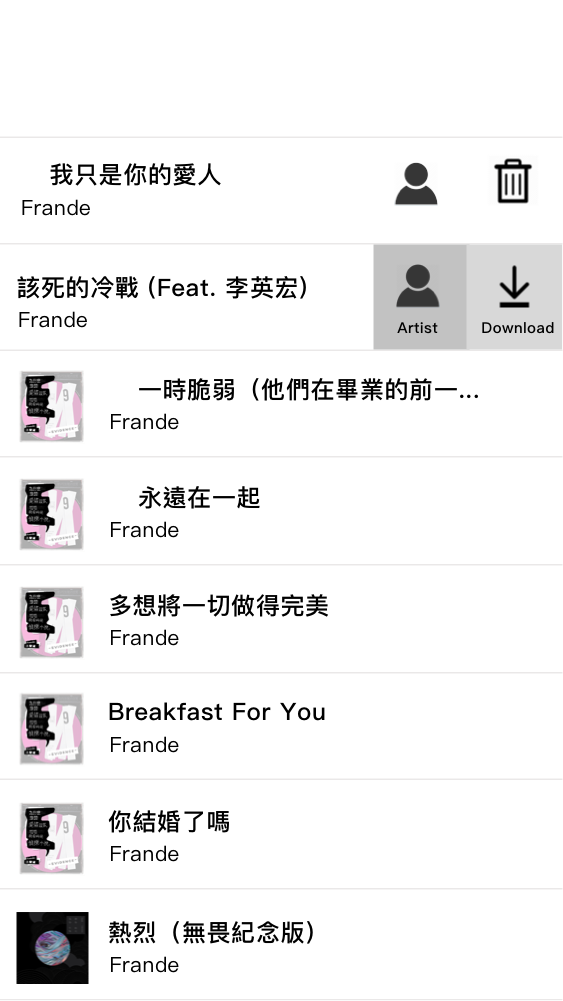 我只是你的愛人
Frande
該死的冷戰 (Feat. 李英宏)
Frande
Artist
Download
一時脆弱（他們在畢業的前一...
Frande
永遠在一起
Frande
多想將一切做得完美
Frande
Breakfast For You
Frande
你結婚了嗎
Frande
熱烈（無畏紀念版）
Frande